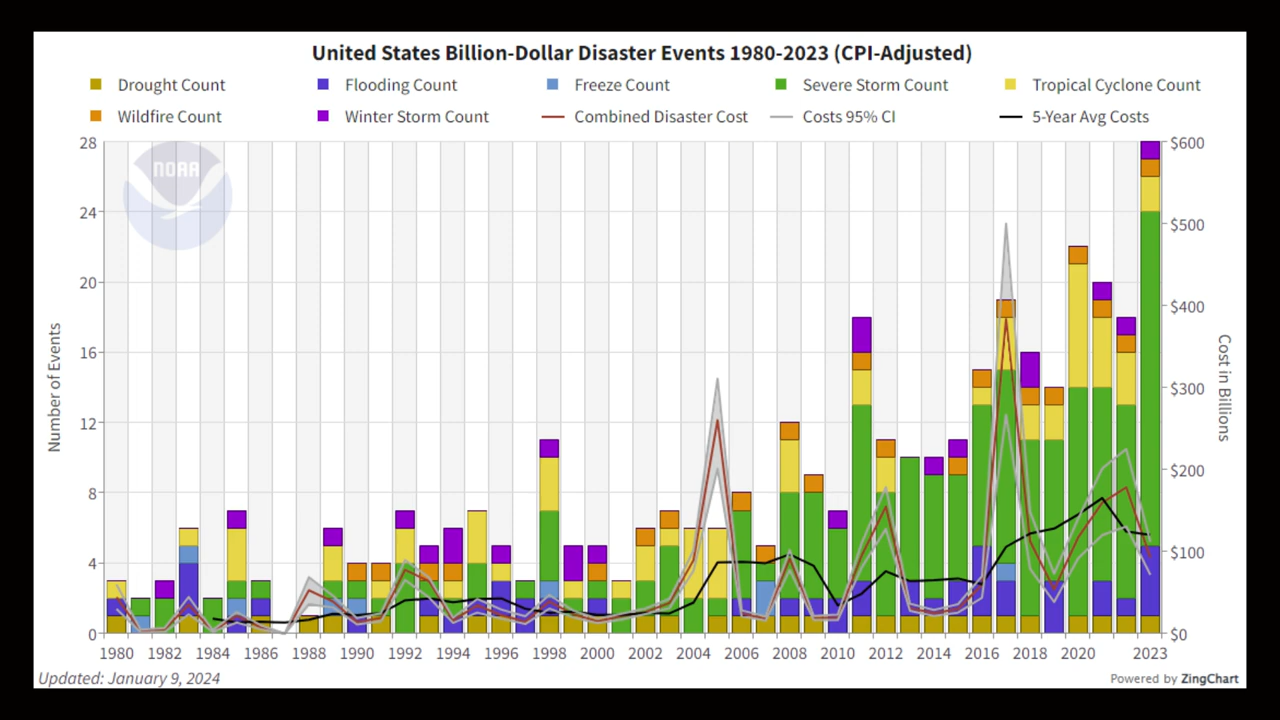 United States Billion-Dollar Disaster Events 1980-2023 (CPI-Adjusted)
Drought Count Flooding Count Freeze Count Severe Storm Count Tropical Cyclone Count
Wildfire Count Winter Storm Count Combined Disaster Cost Costs 95% CI 5-Year Avg Costs
NOAA
28 $600
24 $500
20 $400
16 $300
12 $200
8 $100
4 $0
0
Number of Events
Cost in Billions
1980 1982 1984 1986 1988 1990 1992 1994 1996 1998 2000 2002 2004 2006 2008 2010 2012 2014 2016 2018 2020 2023
Updated: January 9, 2024
Powered by ZingChart